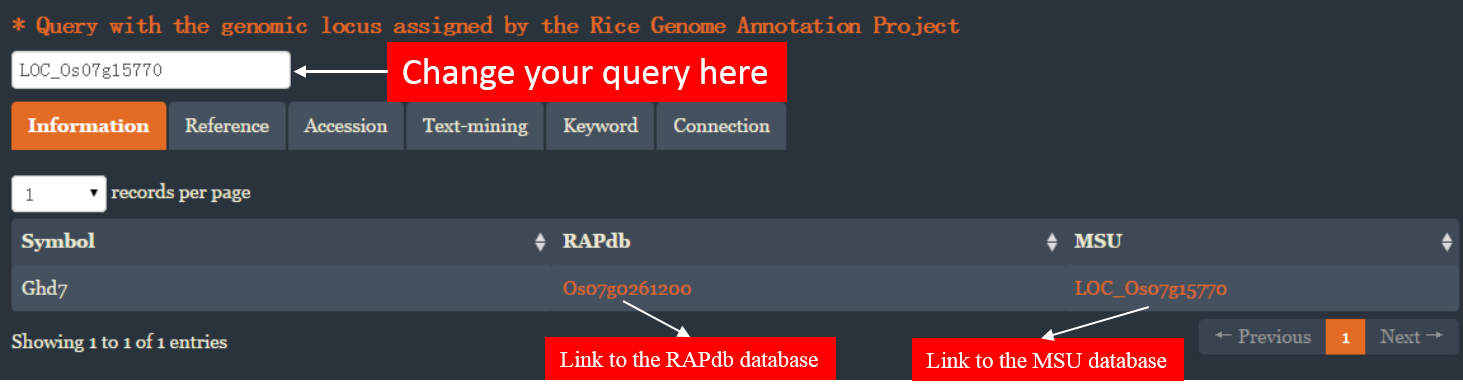 * Query with the genomic locus assigned by the Rice Genome Annotation Project
LOC_Os07g15770
Change your query here
Information Reference Accession Text-mining Keyword Connection
1 records per page
Symbol RAPdb MSU
Ghd7 Os07g0261200 LOC_Os07g15770
Showing 1 to 1 of 1 entries
← Previous 1 Next →
Link to the RAPdb database
Link to the MSU database